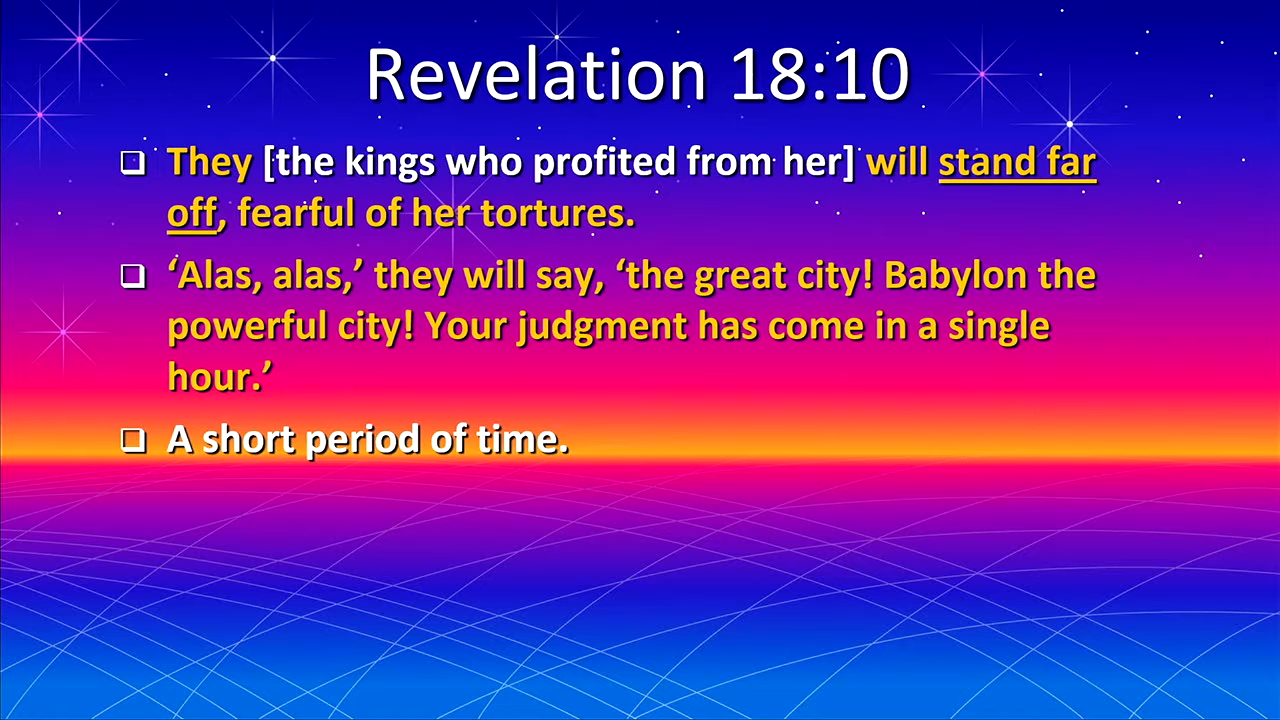 Revelation 18:10
They [the kings who profited from her] will stand far
off, fearful of her tortures.
‘Alas, alas,’ they will say, ‘the great city! Babylon the
powerful city! Your judgment has come in a single
hour.’
A short period of time.